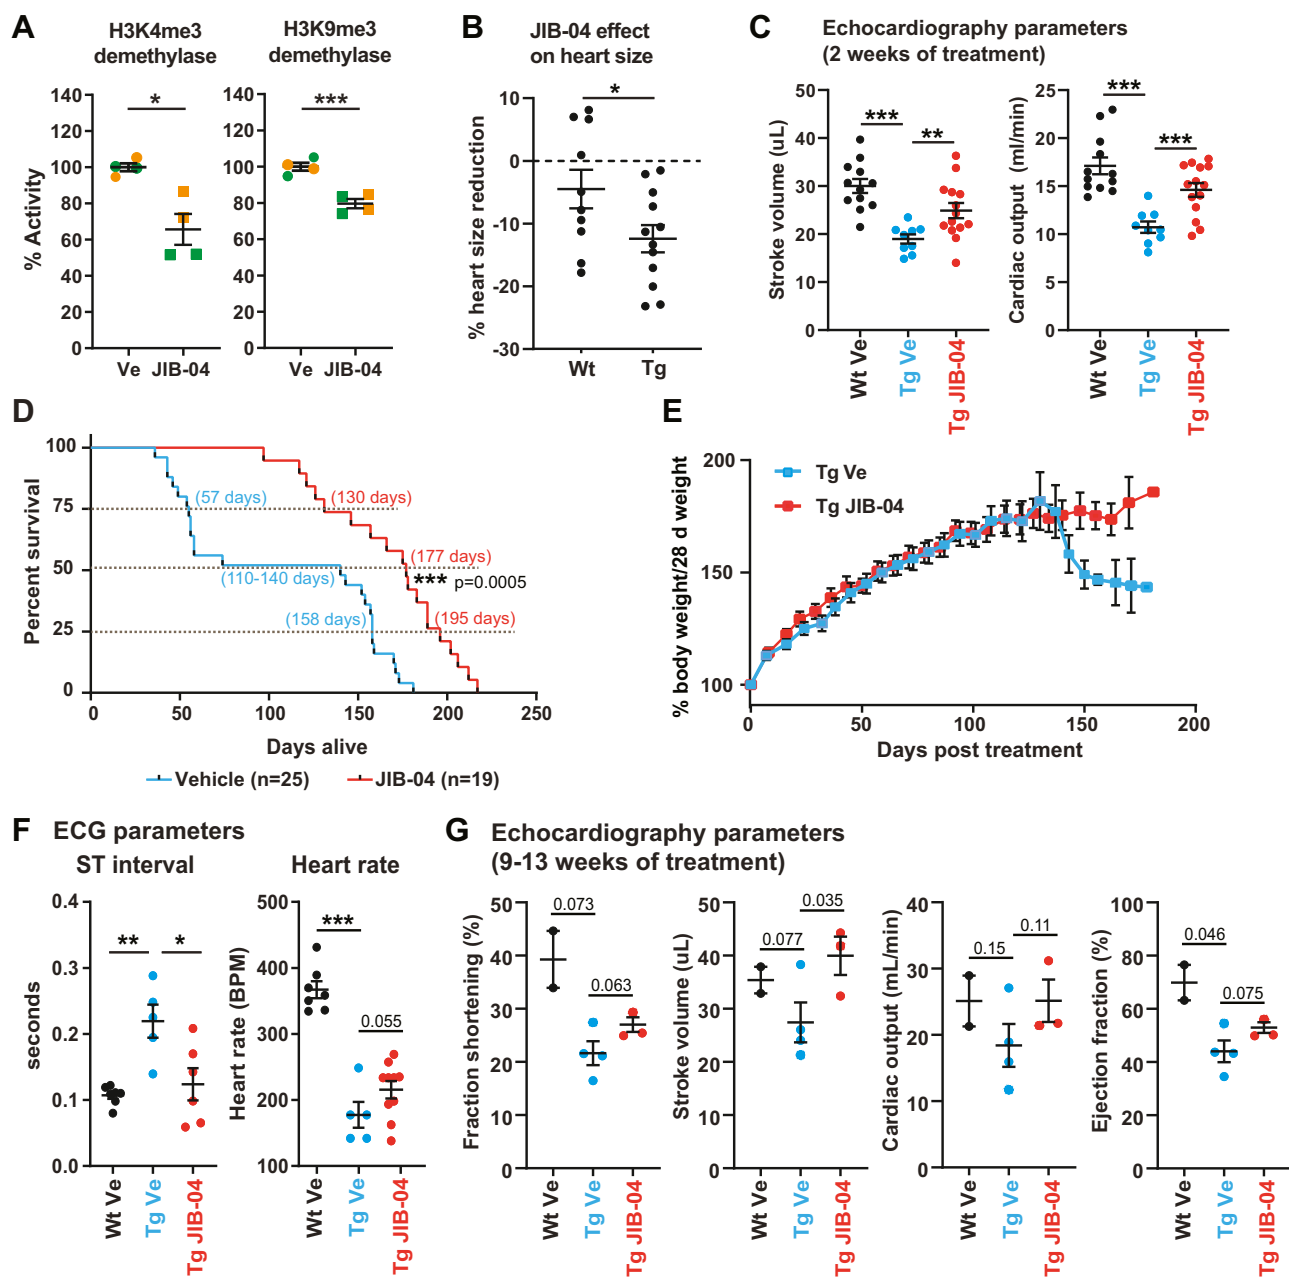 A
H3K4me3
demethylase
H3K9me3
demethylase
% Activity
140
120
100
80
60
40
20
0
*
Ve JIB-04
140
120
100
80
60
40
20
0
***
Ve JIB-04
B
JIB-04 effect
on heart size
% heart size reduction
10
0
-10
-20
-30
*
Wt
Tg
C
Echocardiography parameters
(2 weeks of treatment)
Stroke volume (uL)
50
40
30
20
10
0
***
**
Wt Ve
Tg Ve
Tg JIB-04
Cardiac output (ml/min)
25
20
15
10
5
0
***
***
Wt Ve
Tg Ve
Tg JIB-04
D
Percent survival
100
75
50
25
0
(57 days)
(130 days)
(177 days)
(110-140 days)
*** p=0.0005
(158 days)
(195 days)
0
50
100
150
200
250
Days alive
Vehicle (n=25)
JIB-04 (n=19)
E
% body weight/28 d weight
200
150
100
Tg Ve
Tg JIB-04
0
50
100
150
200
Days post treatment
F
ECG parameters
ST interval
seconds
0.4
0.3
0.2
0.1
0.0
**
*
Wt Ve
Tg Ve
Tg JIB-04
Heart rate
Heart rate (BPM)
500
400
300
200
100
***
0.055
Wt Ve
Tg Ve
Tg JIB-04
G
Echocardiography parameters
(9-13 weeks of treatment)
Fraction shortening (%)
50
40
30
20
10
0
0.073
0.063
Wt Ve
Tg Ve
Tg JIB-04
Stroke volume (uL)
50
40
30
20
10
0
0.035
0.077
Wt Ve
Tg Ve
Tg JIB-04
Cardiac output (mL/min)
40
30
20
10
0
0.11
0.15
Wt Ve
Tg Ve
Tg JIB-04
Ejection fraction (%)
100
80
60
40
20
0
0.046
0.075
Wt Ve
Tg Ve
Tg JIB-04